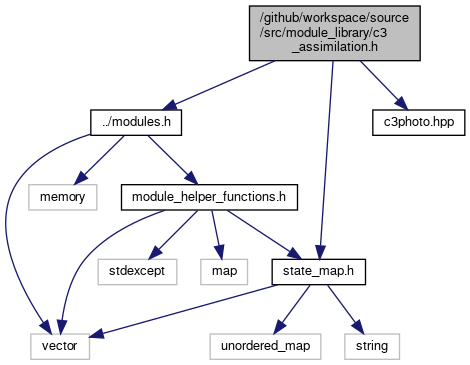 /github/workspace/source
/src/module_library/c3
_assimilation.h
../modules.h
c3photo.hpp
memory
module_helper_functions.h
stdexcept
map
state_map.h
vector
unordered_map
string